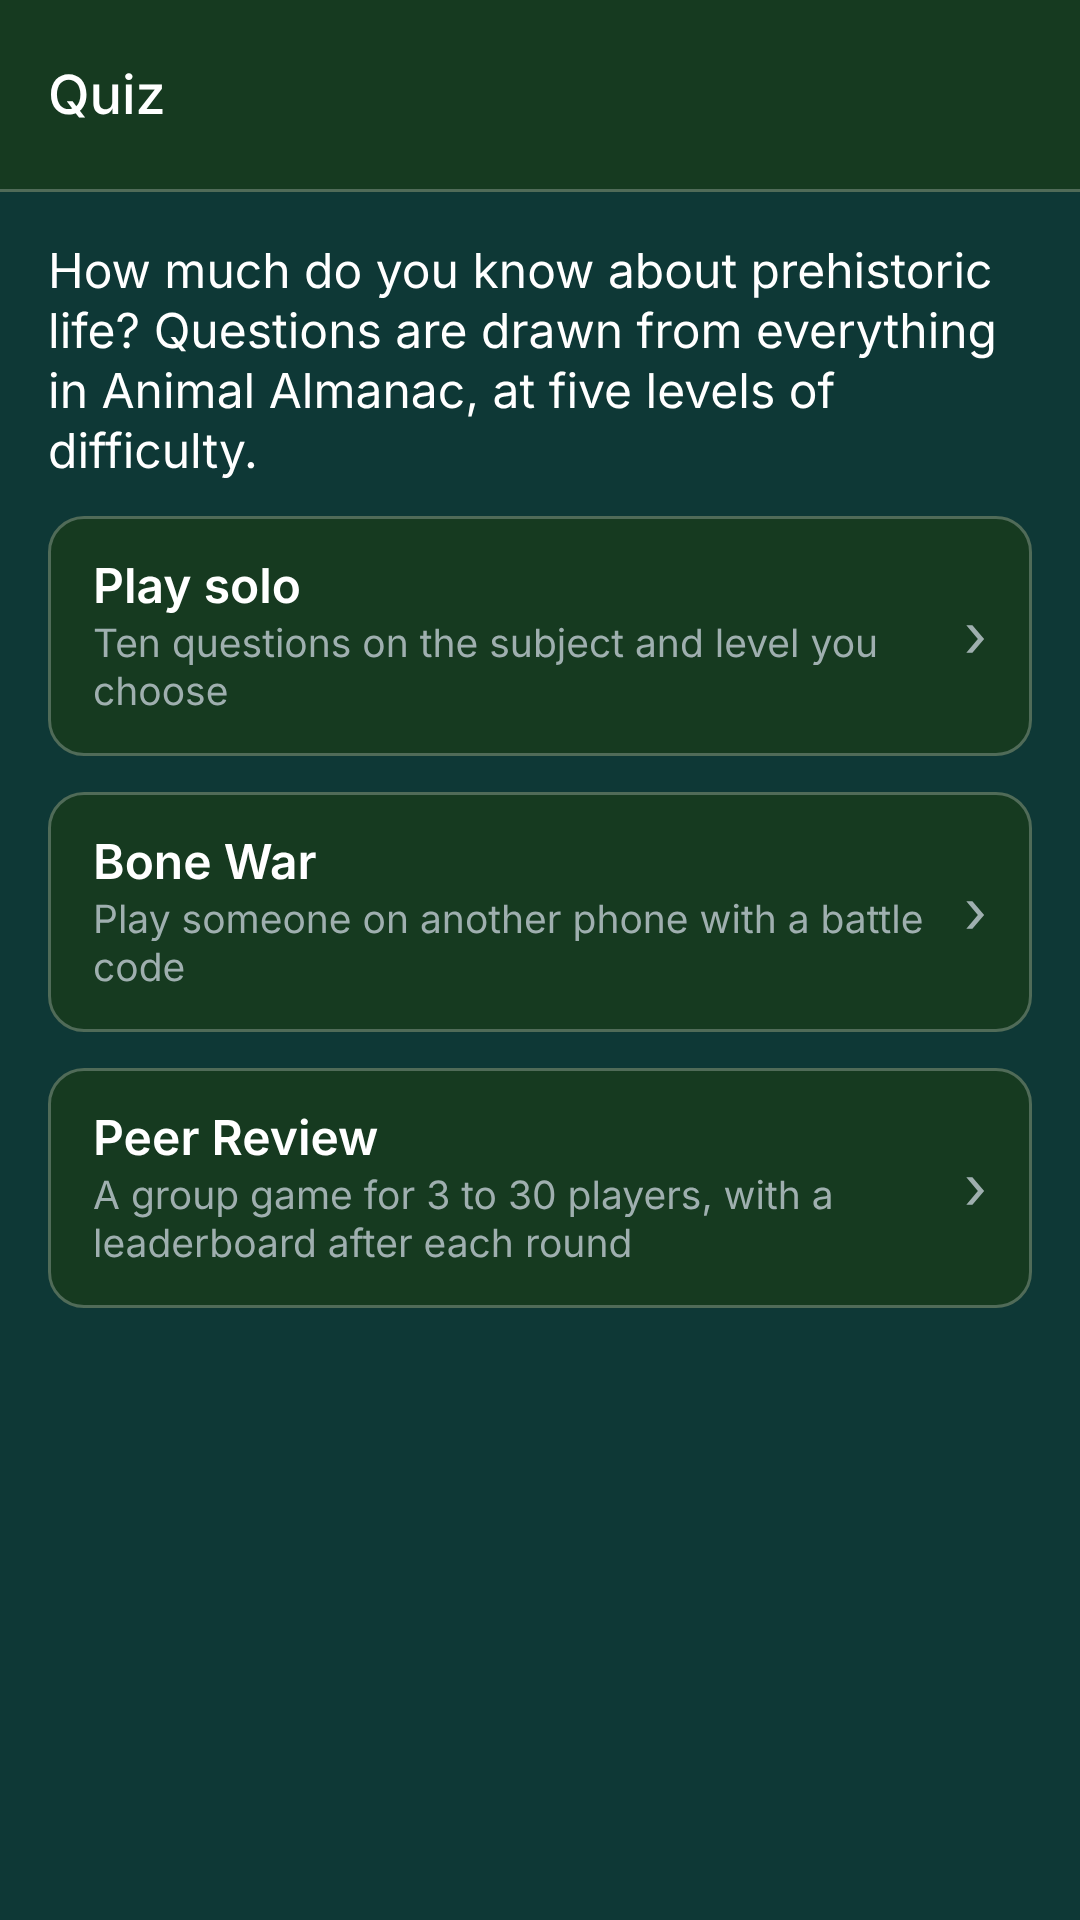 Quiz
How much do you know about prehistoric
life? Questions are drawn from everything
in Animal Almanac, at five levels of
difficulty.
Play solo
Ten questions on the subject and level you
choose
Bone War
Play someone on another phone with a battle
code
Peer Review
A group game for 3 to 30 players, with a
leaderboard after each round